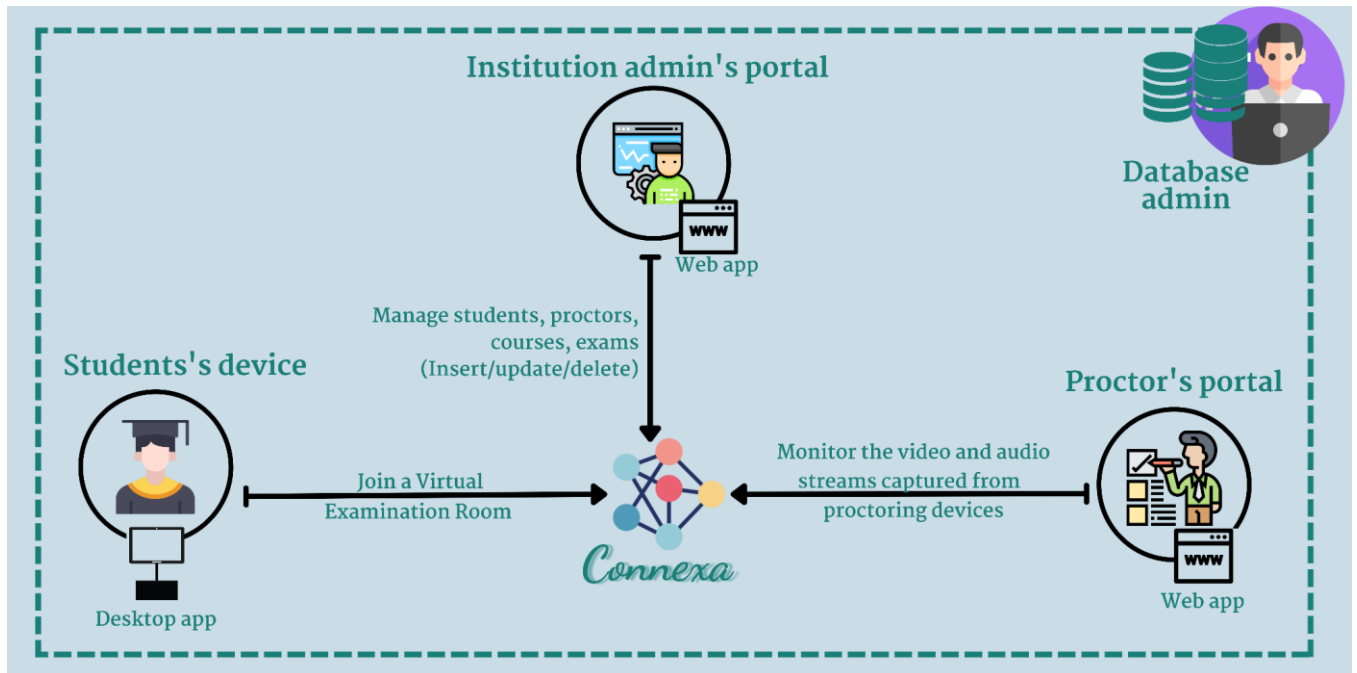 Institution admin's portal
Database
admin
www
Web app
Manage students, proctors,
courses, exams
(Insert/update/delete)
Students's device
Proctor's portal
Join a Virtual
Examination Room
Monitor the video and audio
streams captured from
proctoring devices
Connexa
www
Desktop app
Web app